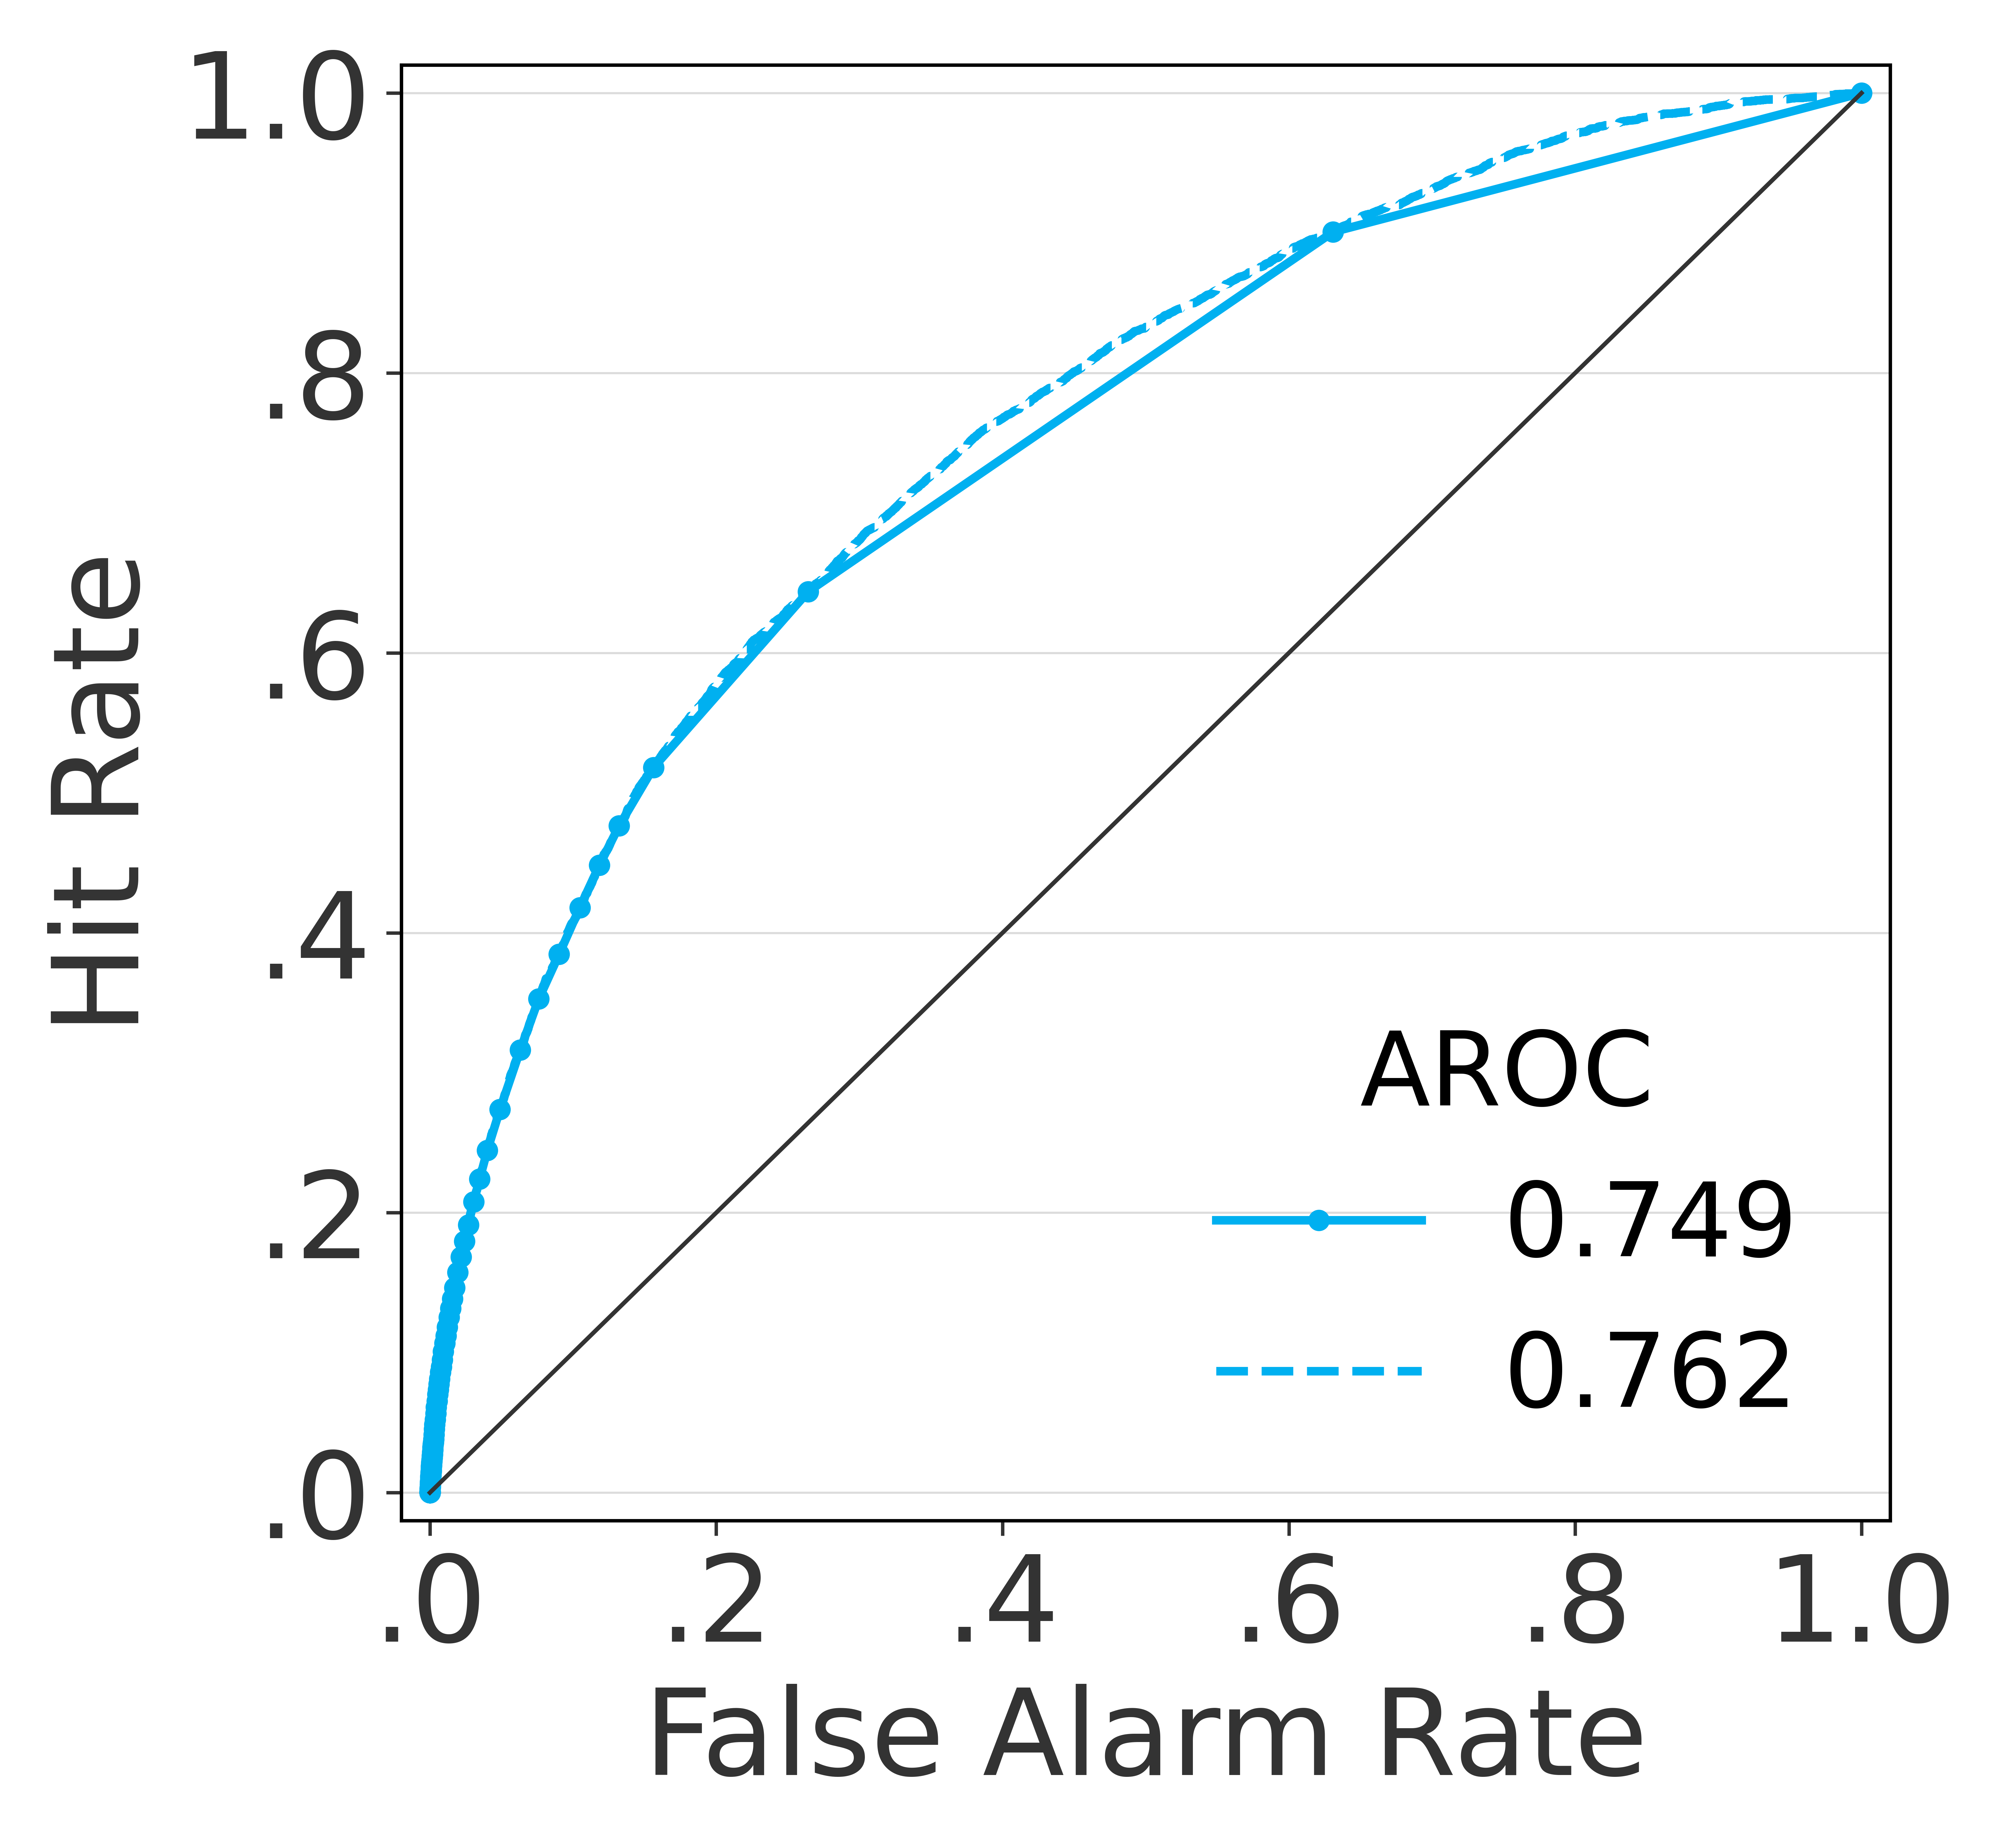 Hit Rate
1.0
.8
.6
.4
.2
.0
AROC
0.749
0.762
.0 .2 .4 .6 .8 1.0
False Alarm Rate